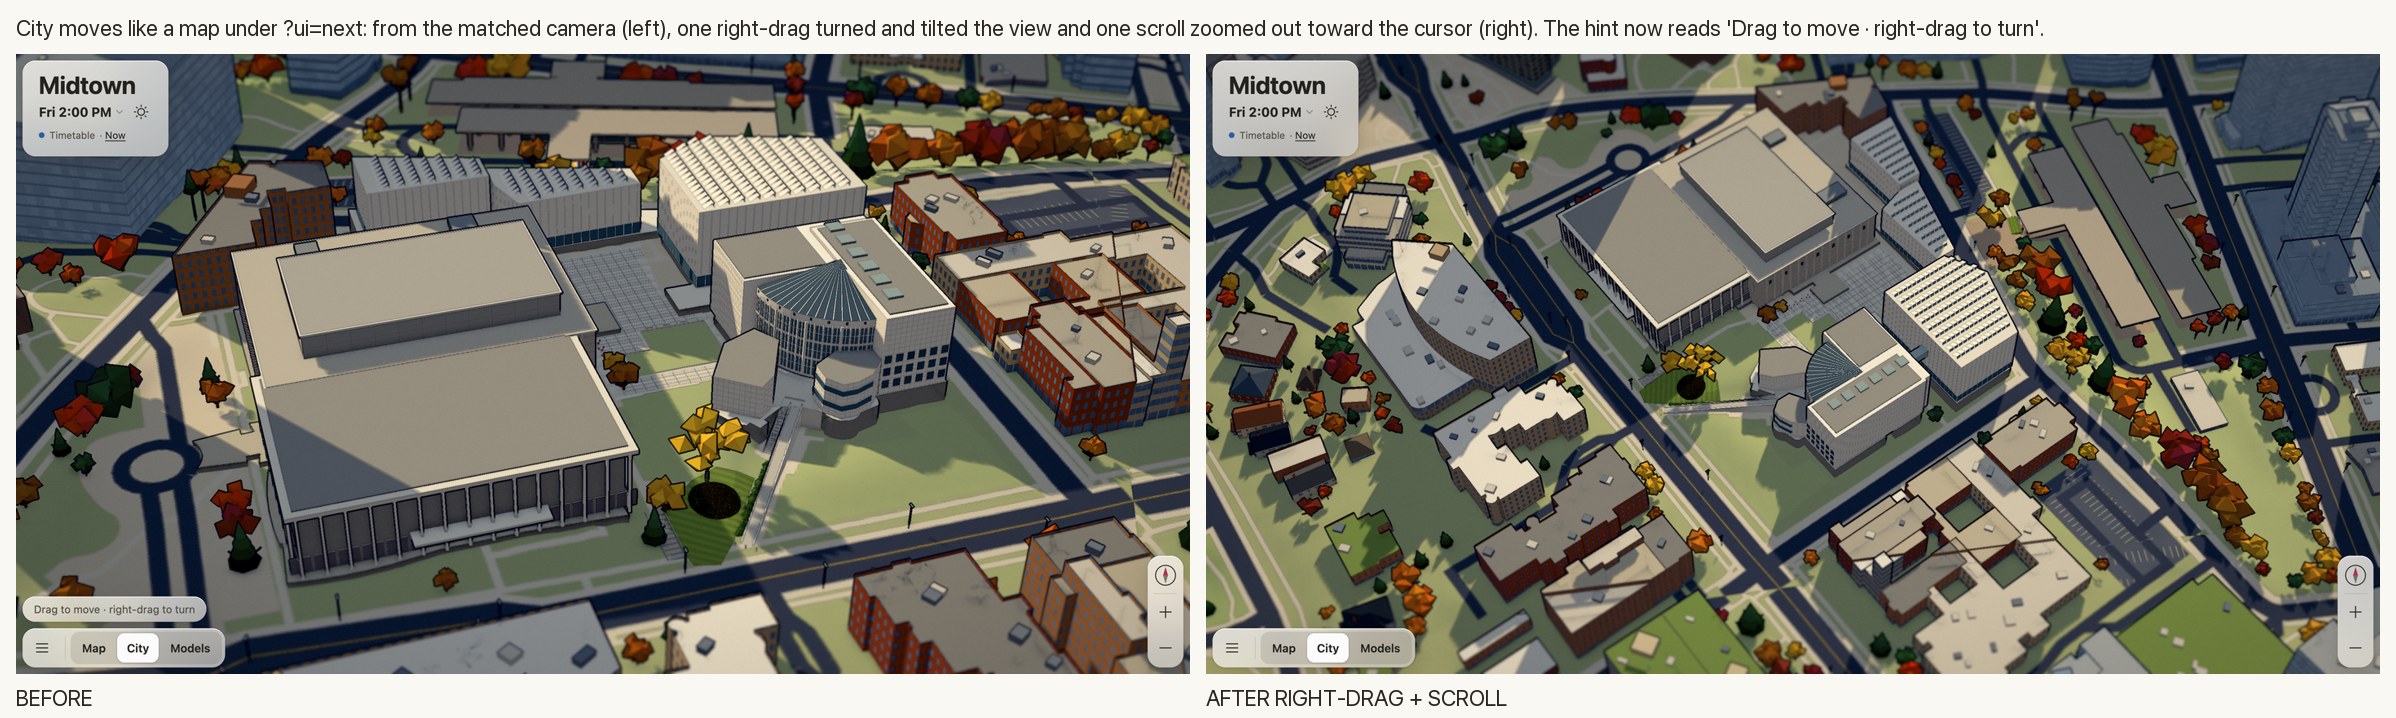 City moves like a map under ?ui=next: from the matched camera (left), one right-drag turned and tilted the view and one scroll zoomed out toward the cursor (right). The hint now reads 'Drag to move · right-drag to turn'.
Midtown
Fri 2:00 PM
Timetable · Now
Drag to move · right-drag to turn
Map City Models
BEFORE
Midtown
Fri 2:00 PM
Timetable · Now
Map City Models
AFTER RIGHT-DRAG + SCROLL